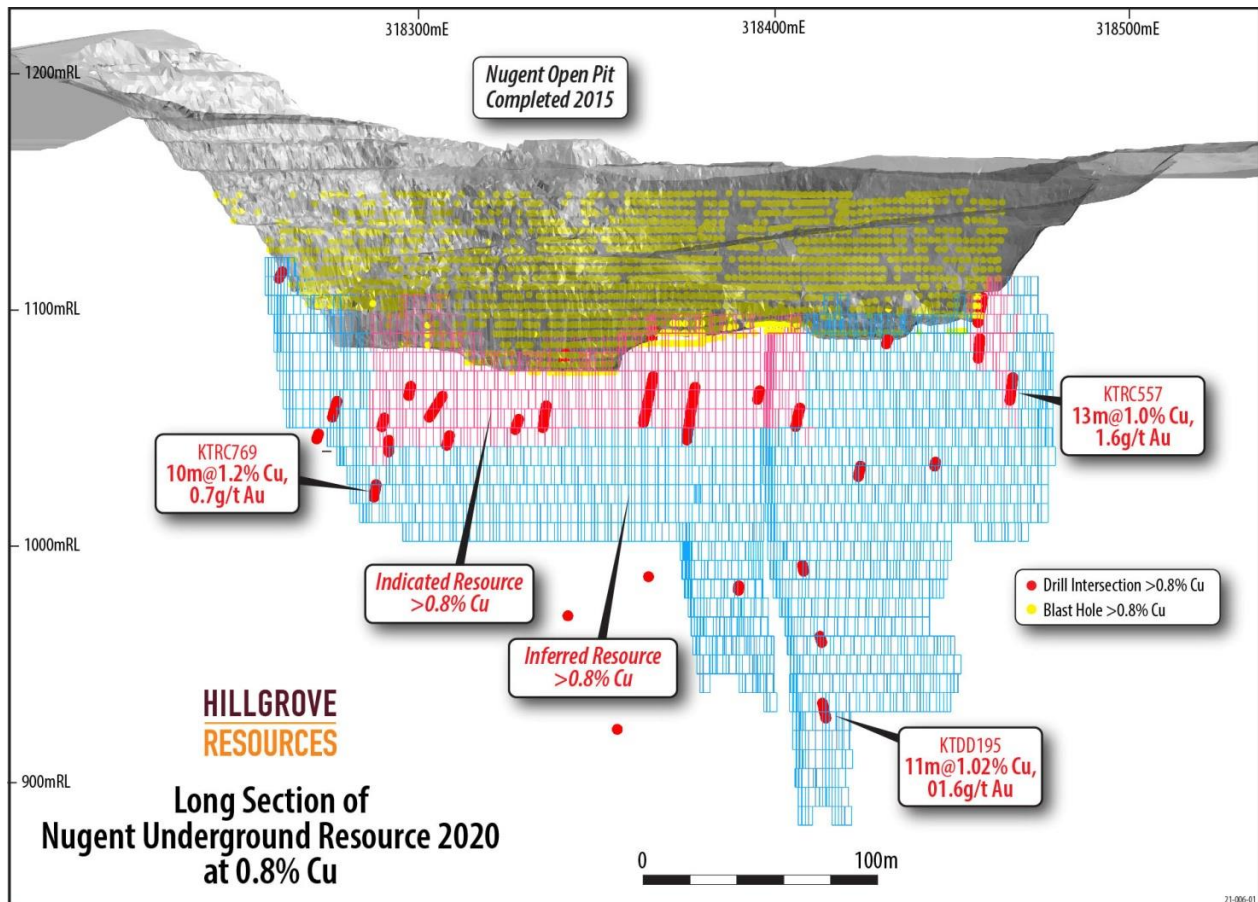 318300mE
318400mE
318500mE
1200mRL
Nugent Open Pit
Completed 2015
1100mRL
KTRC557
13m@1.0% Cu,
1.6g/t Au
KTRC769
10m@1.2% Cu,
0.7g/t Au
1000mRL
Indicated Resource
>0.8% Cu
Drill Intersection >0.8% Cu
Blast Hole >0.8% Cu
Inferred Resource
>0.8% Cu
HILLGROVE
RESOURCES
KTDD195
11m@1.02% Cu,
01.6g/t Au
900mRL
Long Section of
Nugent Underground Resource 2020
at 0.8% Cu
0
100m
21-006-01